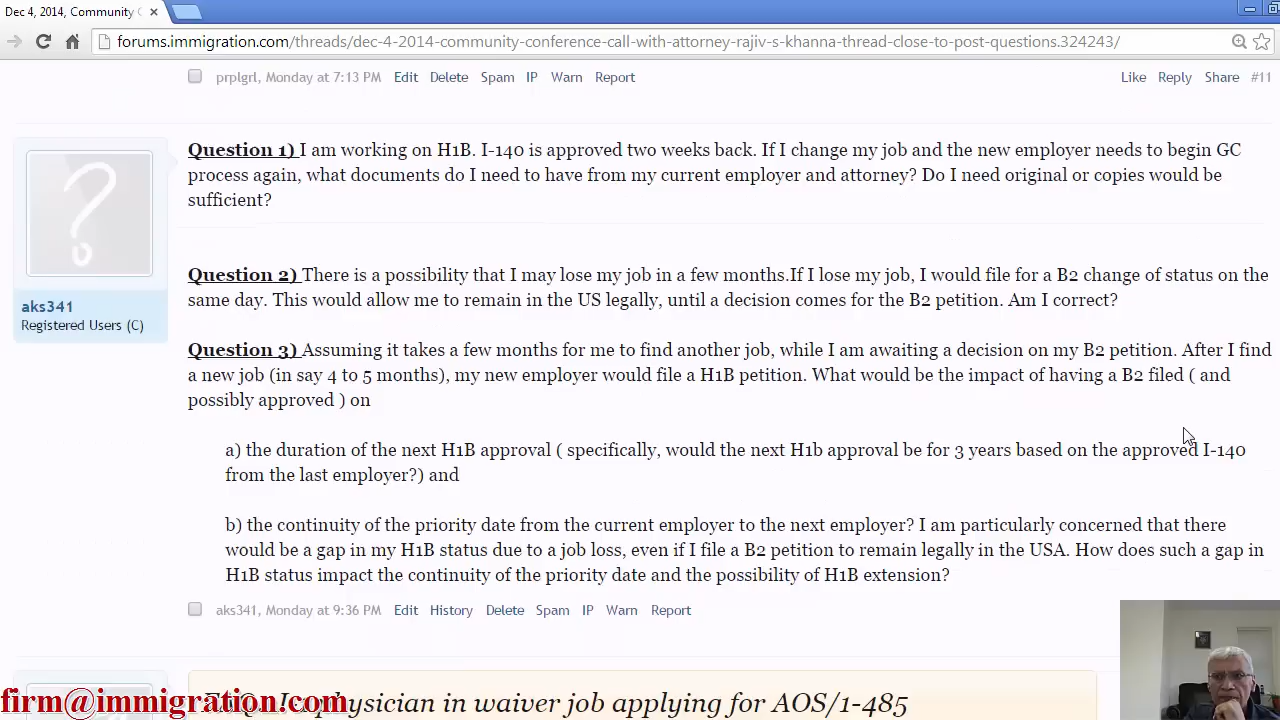 Dec 4, 2014, Community C
forums.immigration.com/threads/dec-4-2014-community-conference-call-with-attorney-rajiv-s-khanna-thread-close-to-post-questions.324243/
prplgrl, Monday at 7:13 PM Edit Delete Spam IP Warn Report Like Reply Share #11
Question 1) I am working on H1B. I-140 is approved two weeks back. If I change my job and the new employer needs to begin GC
process again, what documents do I need to have from my current employer and attorney? Do I need original or copies would be
sufficient?
aks341
Registered Users (C)
Question 2) There is a possibility that I may lose my job in a few months.If I lose my job, I would file for a B2 change of status on the
same day. This would allow me to remain in the US legally, until a decision comes for the B2 petition. Am I correct?
Question 3) Assuming it takes a few months for me to find another job, while I am awaiting a decision on my B2 petition. After I find
a new job (in say 4 to 5 months), my new employer would file a H1B petition. What would be the impact of having a B2 filed ( and
possibly approved ) on
a) the duration of the next H1B approval ( specifically, would the next H1b approval be for 3 years based on the approved I-140
from the last employer?) and
b) the continuity of the priority date from the current employer to the next employer? I am particularly concerned that there
would be a gap in my H1B status due to a job loss, even if I file a B2 petition to remain legally in the USA. How does such a gap in
H1B status impact the continuity of the priority date and the possibility of H1B extension?
aks341, Monday at 9:36 PM Edit History Delete Spam IP Warn Report
firm@immigration.com
physician in waiver job applying for AOS/1-485